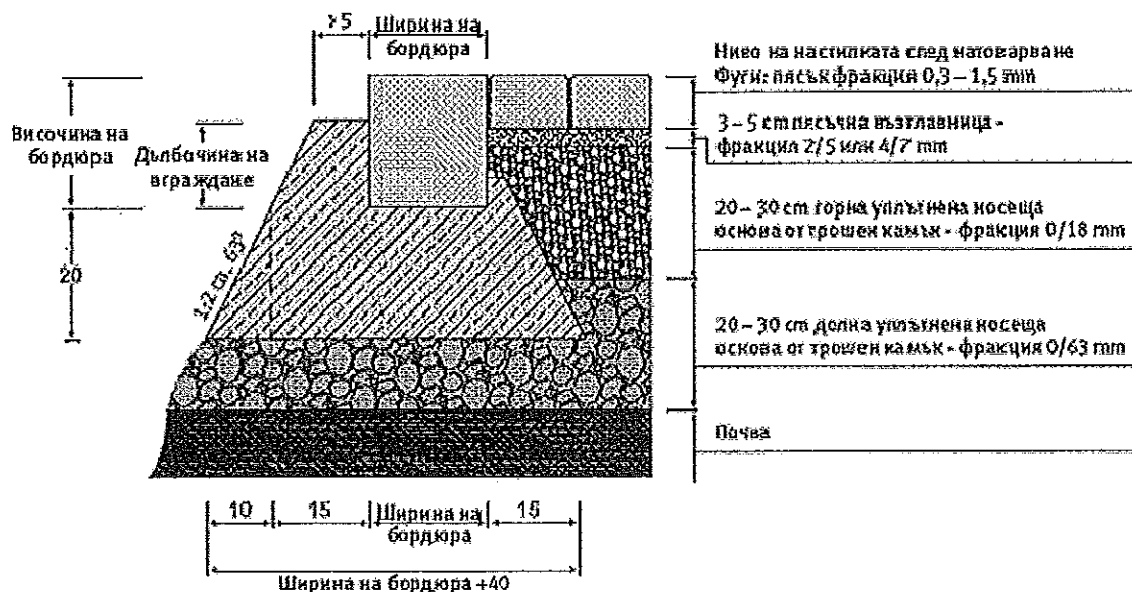 >5
Ширина на
бордюра
Ниво на настилката след натоварване
Фуги: пясък фракция 0,3 – 1,5 mm
Височина на
бордюра
Дълбочина на
вграждане
3 – 5 cm пясъчна възглавница -
фракция 2/5 или 4/7 mm
20 – 30 cm горна уплътнена носеща
основа от трошен камък - фракция 0/18 mm
20
20 – 30 cm долна уплътнена носеща
основа от трошен камък - фракция 0/63 mm
Почва
10
15
Ширина на
бордюра
15
Ширина на бордюра +40